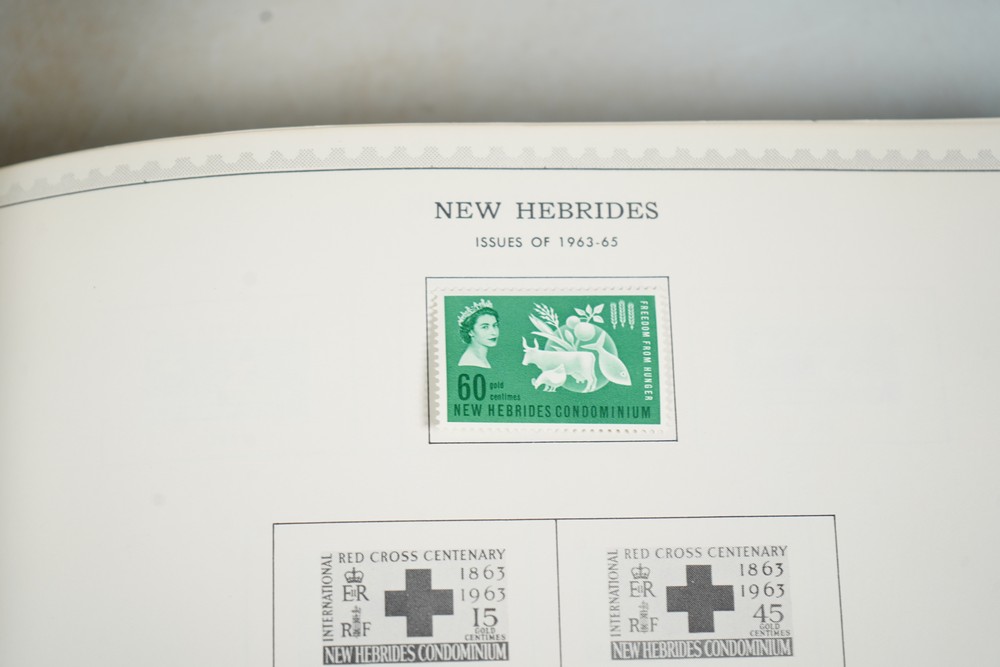 NEW HEBRIDES
ISSUES OF 1963-65
FREEDOM FROM HUNGER
60 gold
centimes
NEW HEBRIDES CONDOMINIUM
INTERNATIONAL
RED CROSS CENTENARY
1863
EIIR
1963
15
RF
GOLD
CENTIMES
NEW HEBRIDES CONDOMINIUM
INTERNATIONAL
RED CROSS CENTENARY
1863
EIIR
1963
45
RF
GOLD
CENTIMES
NEW HEBRIDES CONDOMINIUM